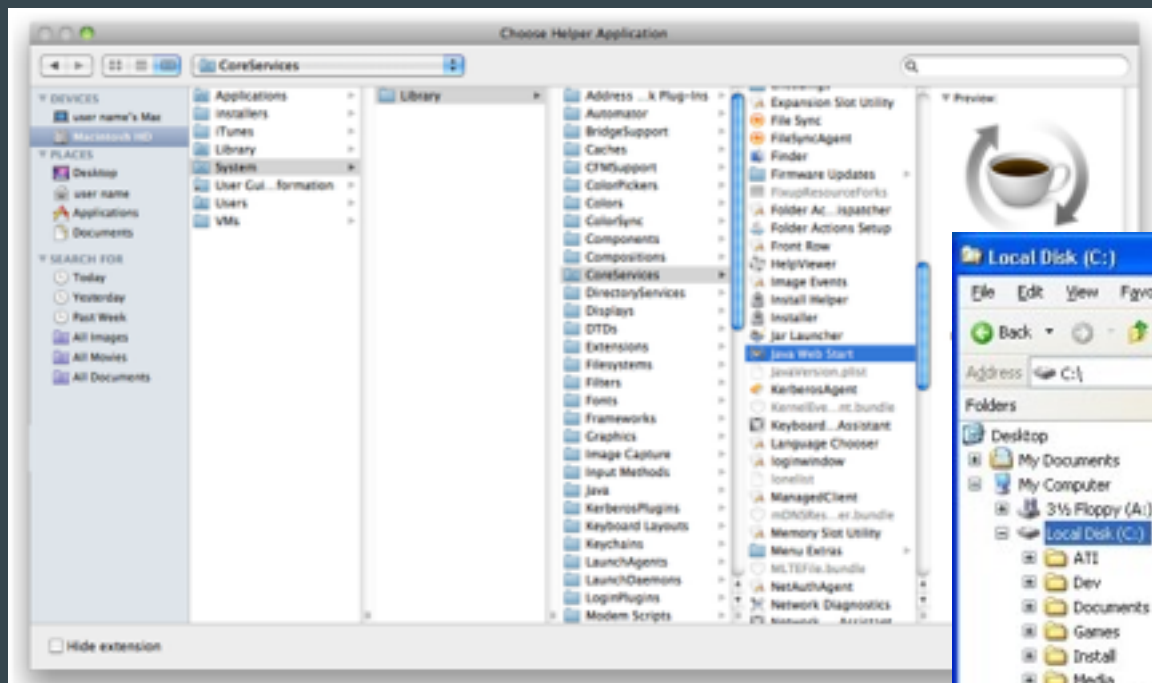 Choose Helper Application
CoreServices
DEVICES
user name's Mac
Macintosh HD
PLACES
Desktop
user name
Applications
Documents
SEARCH FOR
Today
Yesterday
Past Week
All Images
All Movies
All Documents
Applications
Installers
iTunes
Library
System
User Gui...formation
Users
VMs
Library
Address ...k Plug-Ins
Automator
BridgeSupport
Caches
CFMSupport
ColorPickers
Colors
ColorSync
Components
Compositions
CoreServices
DirectoryServices
Displays
DTDs
Extensions
Filesystems
Filters
Fonts
Frameworks
Graphics
Image Capture
Input Methods
Java
KerberosPlugins
Keyboard Layouts
Keychains
LaunchAgents
LaunchDaemons
LoginPlugins
Modem Scripts
Expansion Slot Utility
File Sync
FileSyncAgent
Finder
Firmware Updates
FixupResourceForks
Folder Ac...ispatcher
Folder Actions Setup
Front Row
HelpViewer
Image Events
Install Helper
Installer
Jar Launcher
Java Web Start
JavaVersion.plist
KerberosAgent
KernelEve...nt.bundle
Keyboard...Assistant
Language Chooser
loginwindow
lonelist
ManagedClient
mDNSRes...er.bundle
Memory Slot Utility
Menu Extras
MLTEFile.bundle
NetAuthAgent
Network Diagnostics
Preview:
Hide extension
Local Disk (C:)
File Edit View Favo
Back
Address C:\
Folders
Desktop
My Documents
My Computer
3½ Floppy (A:)
Local Disk (C:)
ATI
Dev
Documents
Games
Install
Media